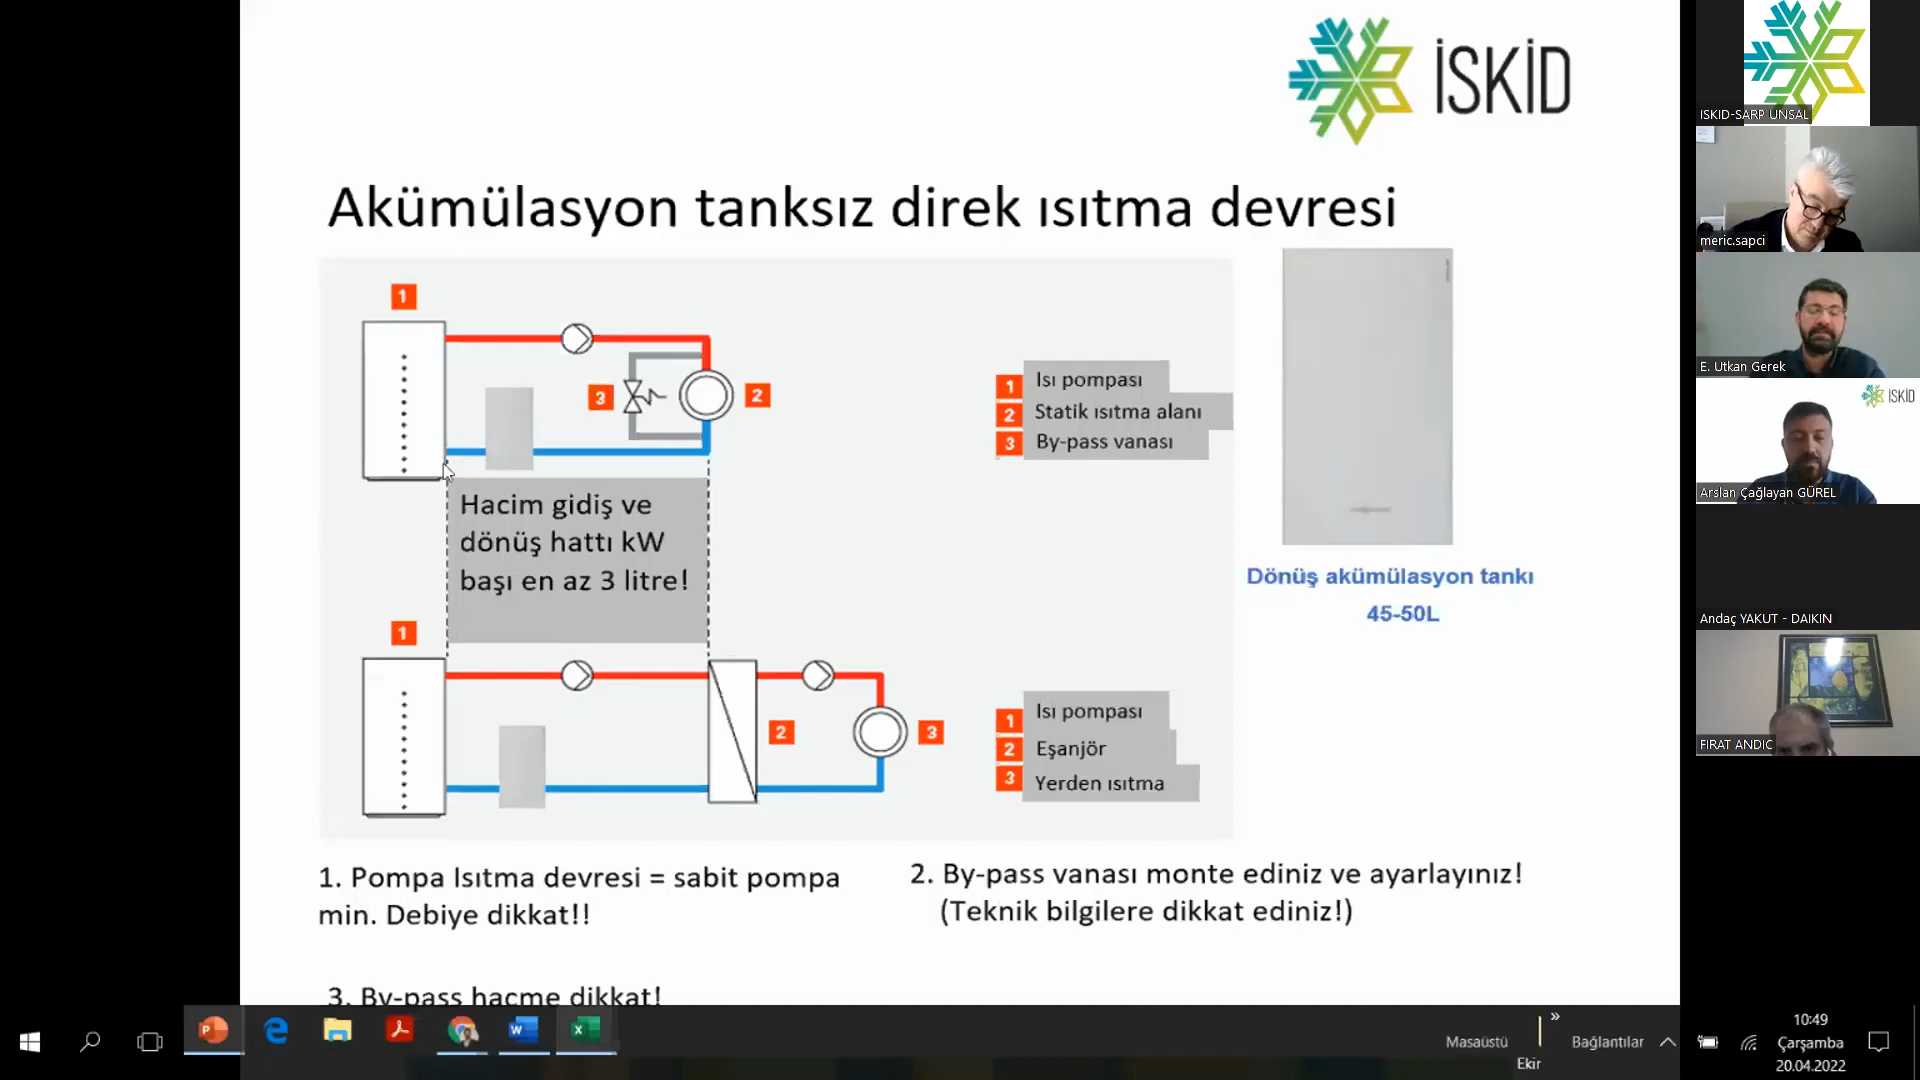 İSKİD
Akümülasyon tanksız direk ısıtma devresi
1
3
2
1 Isı pompası
2 Statik ısıtma alanı
3 By-pass vanası
Hacim gidiş ve
dönüş hattı kW
başı en az 3 litre!
Dönüş akümülasyon tankı
45-50L
1
2
3
1 Isı pompası
2 Eşanjör
3 Yerden ısıtma
1. Pompa Isıtma devresi = sabit pompa
min. Debiye dikkat!!
2. By-pass vanası monte ediniz ve ayarlayınız!
(Teknik bilgilere dikkat ediniz!)
3. By-pass hacme dikkat!
ISKID-SARP ÜNSAL
meric.sapci
E. Utkan Gerek
İSKİD
Arslan Çağlayan GÜREL
Andaç YAKUT - DAIKIN
FIRAT ANDIC
Masaüstü
»
Ekir
Bağlantılar
10:49
Çarşamba
20.04.2022